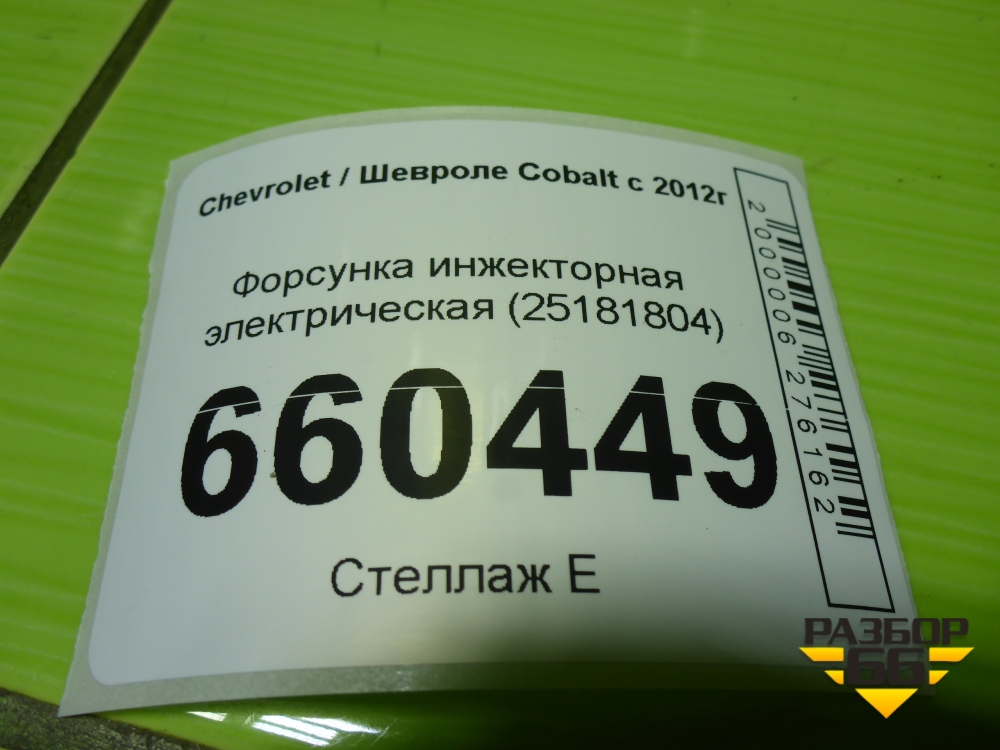 Chevrolet / Шевроле Cobalt с 2012г
Форсунка инжекторная
электрическая (25181804)
660449
Стеллаж Е
2000006276162
РАЗБОР
66